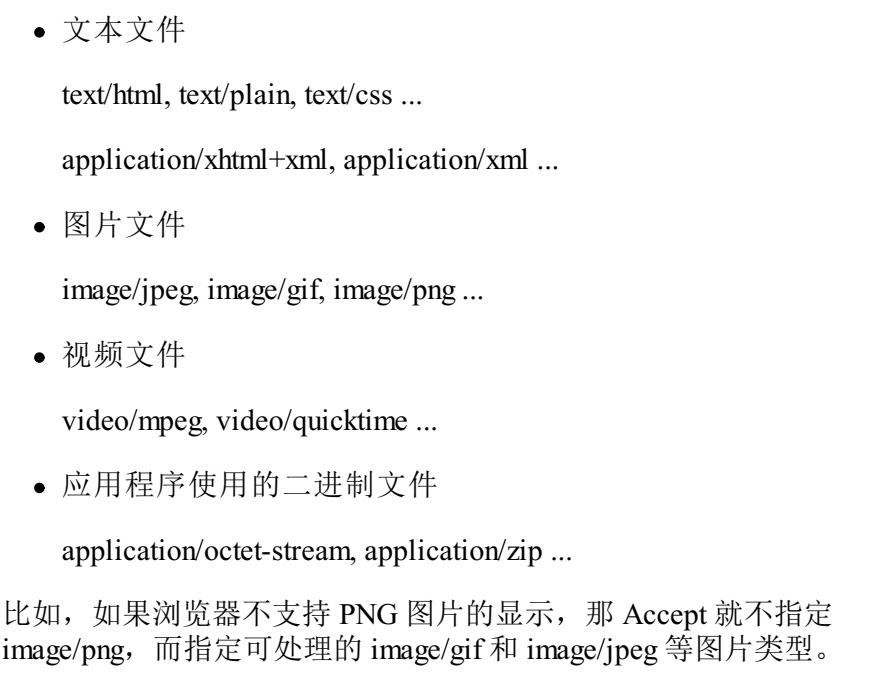 • 文本文件
text/html, text/plain, text/css ...
application/xhtml+xml, application/xml ...
• 图片文件
image/jpeg, image/gif, image/png ...
• 视频文件
video/mpeg, video/quicktime ...
• 应用程序使用的二进制文件
application/octet-stream, application/zip ...
比如，如果浏览器不支持 PNG 图片的显示，那 Accept 就不指定
image/png，而指定可处理的 image/gif 和 image/jpeg 等图片类型。